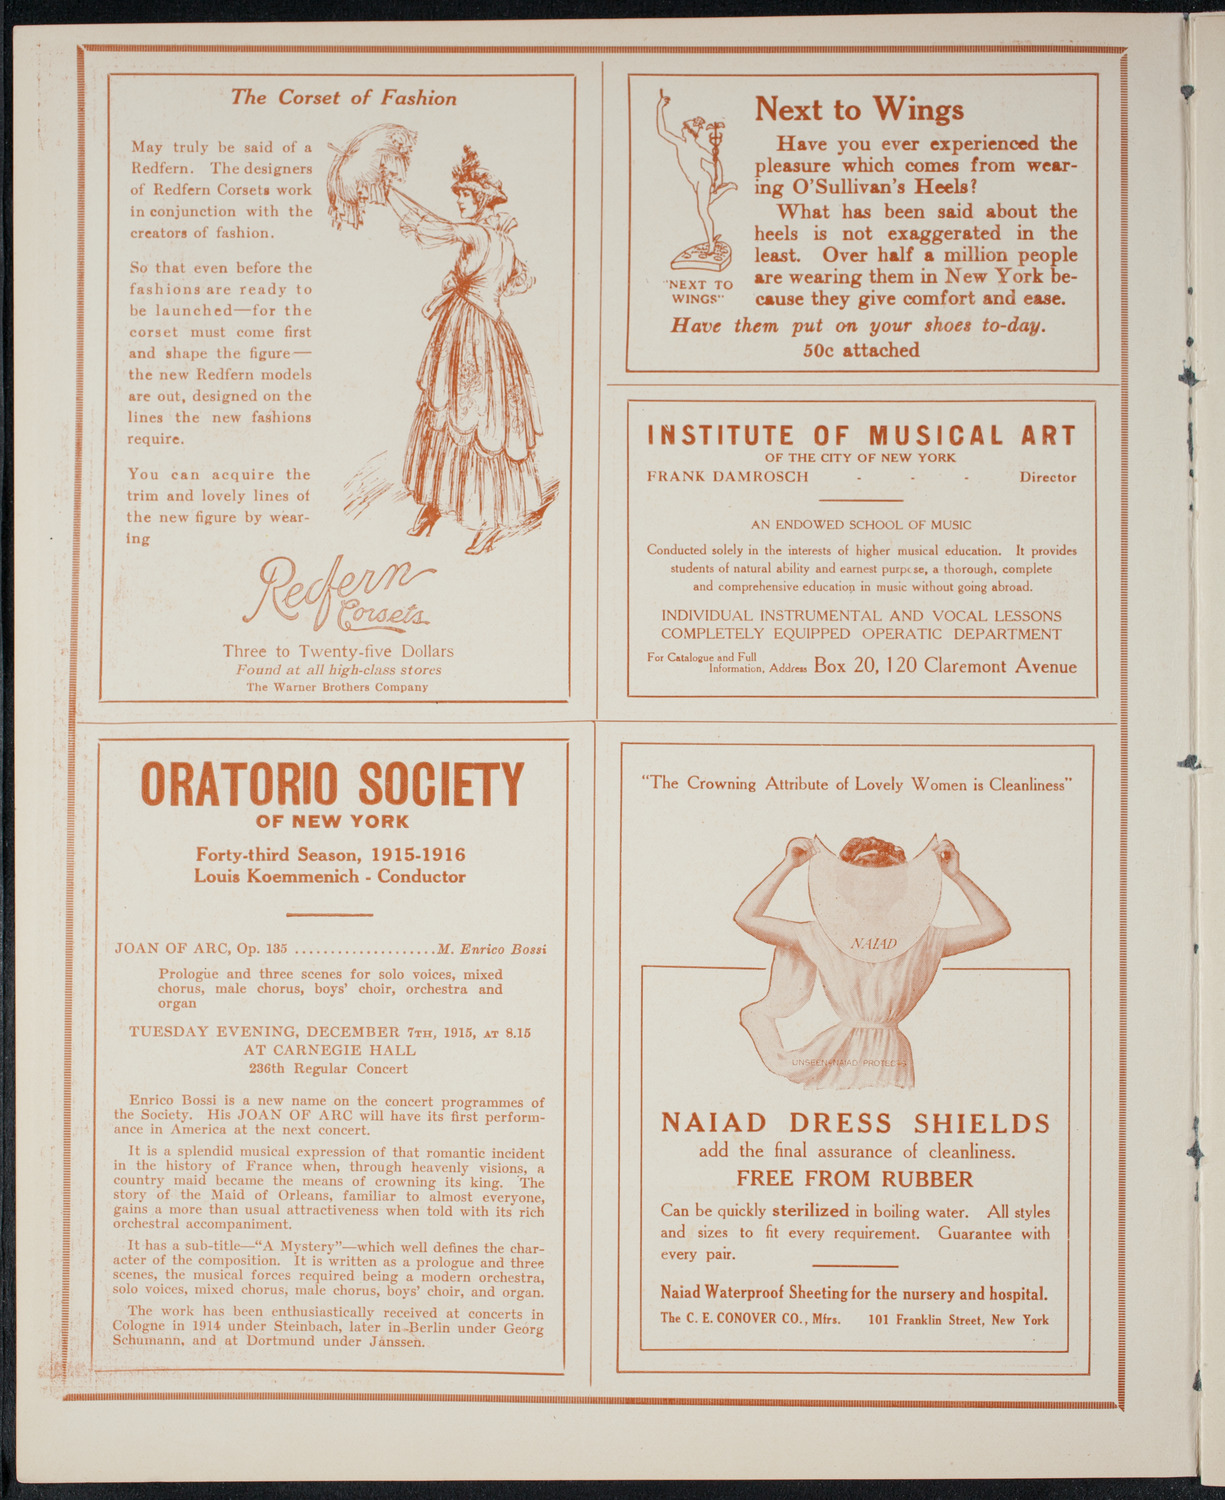 The Corset of Fashion
May truly be said of a
Redfern. The designers
of Redfern Corsets work
in conjunction with the
creators of fashion.
So that even before the
fashions are ready to
be launched—for the
corset must come first
and shape the figure—
the new Redfern models
are out, designed on the
lines the new fashions
require.
You can acquire the
trim and lovely lines of
the new figure by wear-
ing
Redfern
Corsets
Three to Twenty-five Dollars
Found at all high-class stores
The Warner Brothers Company
"NEXT TO
WINGS"
Next to Wings
Have you ever experienced the
pleasure which comes from wear-
ing O'Sullivan's Heels?
What has been said about the
heels is not exaggerated in the
least. Over half a million people
are wearing them in New York be-
cause they give comfort and ease.
Have them put on your shoes to-day.
50c attached
INSTITUTE OF MUSICAL ART
OF THE CITY OF NEW YORK
FRANK DAMROSCH - - - Director
AN ENDOWED SCHOOL OF MUSIC
Conducted solely in the interests of higher musical education. It provides
students of natural ability and earnest purpose, a thorough, complete
and comprehensive education in music without going abroad.
INDIVIDUAL INSTRUMENTAL AND VOCAL LESSONS
COMPLETELY EQUIPPED OPERATIC DEPARTMENT
For Catalogue and Full
Information, Address Box 20, 120 Claremont Avenue
ORATORIO SOCIETY
OF NEW YORK
Forty-third Season, 1915-1916
Louis Koemmenich - Conductor
JOAN OF ARC, Op. 135 ....................M. Enrico Bossi
Prologue and three scenes for solo voices, mixed
chorus, male chorus, boys' choir, orchestra and
organ
TUESDAY EVENING, DECEMBER 7TH, 1915, AT 8.15
AT CARNEGIE HALL
236th Regular Concert
Enrico Bossi is a new name on the concert programmes of
the Society. His JOAN OF ARC will have its first perform-
ance in America at the next concert.
It is a splendid musical expression of that romantic incident
in the history of France when, through heavenly visions, a
country maid became the means of crowning its king. The
story of the Maid of Orleans, familiar to almost everyone,
gains a more than usual attractiveness when told with its rich
orchestral accompaniment.
It has a sub-title—"A Mystery"—which well defines the char-
acter of the composition. It is written as a prologue and three
scenes, the musical forces required being a modern orchestra,
solo voices, mixed chorus, male chorus, boys' choir, and organ.
The work has been enthusiastically received at concerts in
Cologne in 1914 under Steinbach, later in Berlin under Georg
Schumann, and at Dortmund under Janssen.
"The Crowning Attribute of Lovely Women is Cleanliness"
NAIAD
UNSEEN-NAIAD PROTECTS
NAIAD DRESS SHIELDS
add the final assurance of cleanliness.
FREE FROM RUBBER
Can be quickly sterilized in boiling water. All styles
and sizes to fit every requirement. Guarantee with
every pair.
Naiad Waterproof Sheeting for the nursery and hospital.
The C. E. CONOVER CO., Mfrs. 101 Franklin Street, New York